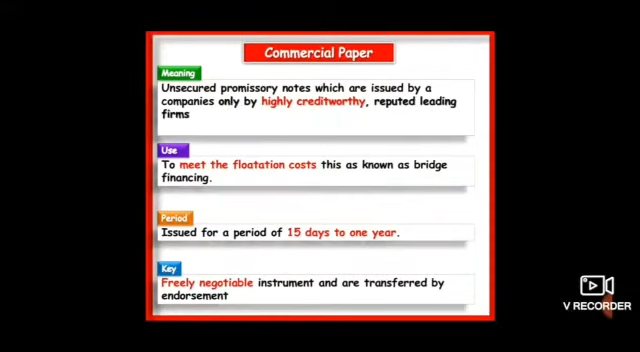 Commercial Paper
Meaning
Unsecured promissory notes which are issued by a
companies only by highly creditworthy, reputed leading
firms
Use
To meet the floatation costs this as known as bridge
financing.
Period
Issued for a period of 15 days to one year.
Key
Freely negotiable instrument and are transferred by
endorsement
V RECORDER